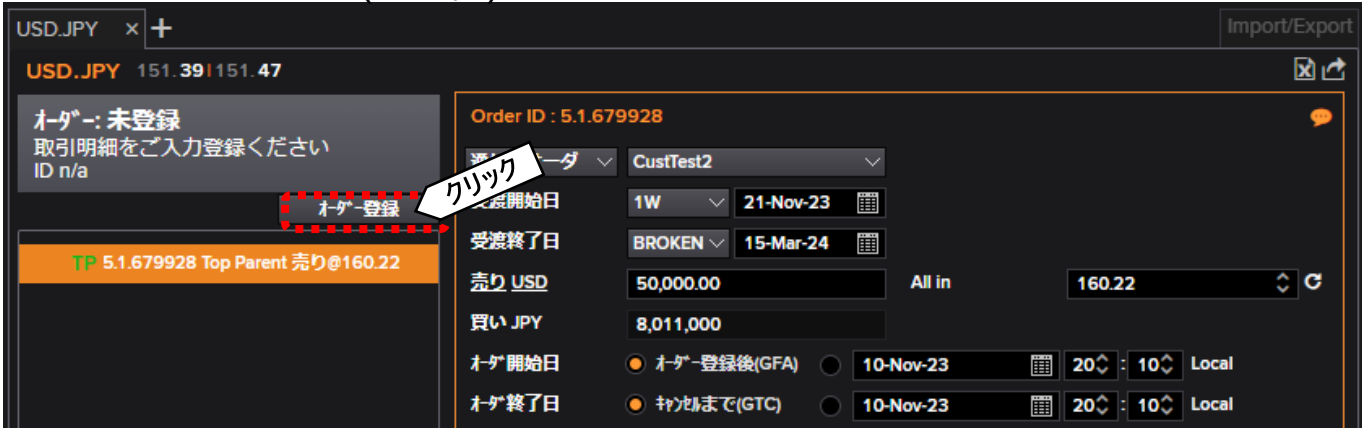 USD.JPY × +
Import/Export
USD.JPY 151.39 151.47
ｵｰﾀﾞｰ: 未登録
取引明細をご入力登録ください
ID n/a
ｵｰﾀﾞｰ登録
クリック
TP 5.1.679928 Top Parent 売り@160.22
Order ID : 5.1.679928
CustTest2
受渡開始日 1W 21-Nov-23
受渡終了日 BROKEN 15-Mar-24
売り USD 50,000.00 All in 160.22
買い JPY 8,011,000
ｵｰﾀﾞ開始日 ｵｰﾀﾞｰ登録後(GFA) 10-Nov-23 20 : 10 Local
ｵｰﾀﾞ終了日 ｷｬﾝｾﾙまで(GTC) 10-Nov-23 20 : 10 Local